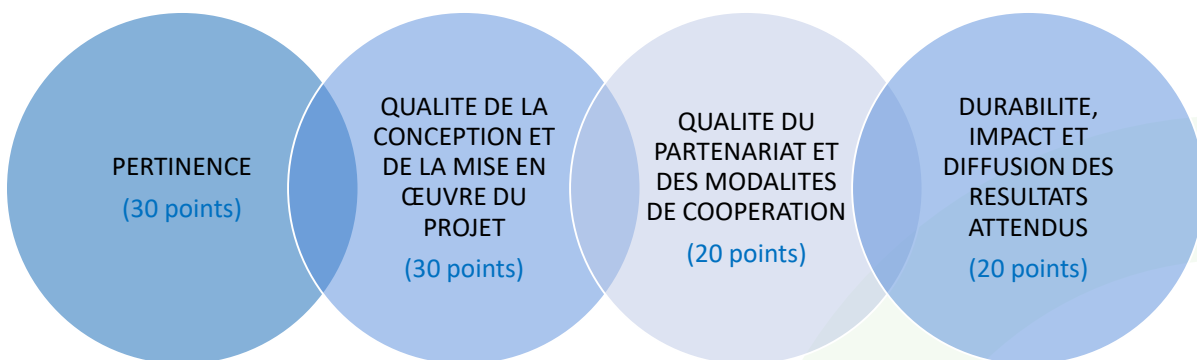 PERTINENCE
(30 points)
QUALITE DE LA
CONCEPTION ET
DE LA MISE EN
ŒUVRE DU
PROJET
(30 points)
QUALITE DU
PARTENARIAT ET
DES MODALITES
DE COOPERATION
(20 points)
DURABILITE,
IMPACT ET
DIFFUSION DES
RESULTATS
ATTENDUS
(20 points)